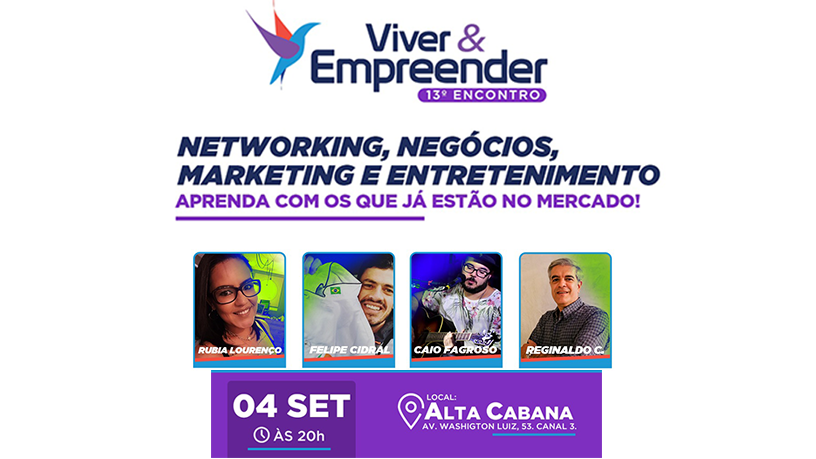 Viver &
Empreender
13º ENCONTRO
NETWORKING, NEGÓCIOS,
MARKETING E ENTRETENIMENTO
APRENDA COM OS QUE JÁ ESTÃO NO MERCADO!
RUBIA LOURENÇO
FELIPE CIDRAL
CAIO FAGROSO
REGINALDO C.
04 SET
ÀS 20h
LOCAL:
ALTA CABANA
AV. WASHIGTON LUIZ, 53. CANAL 3.